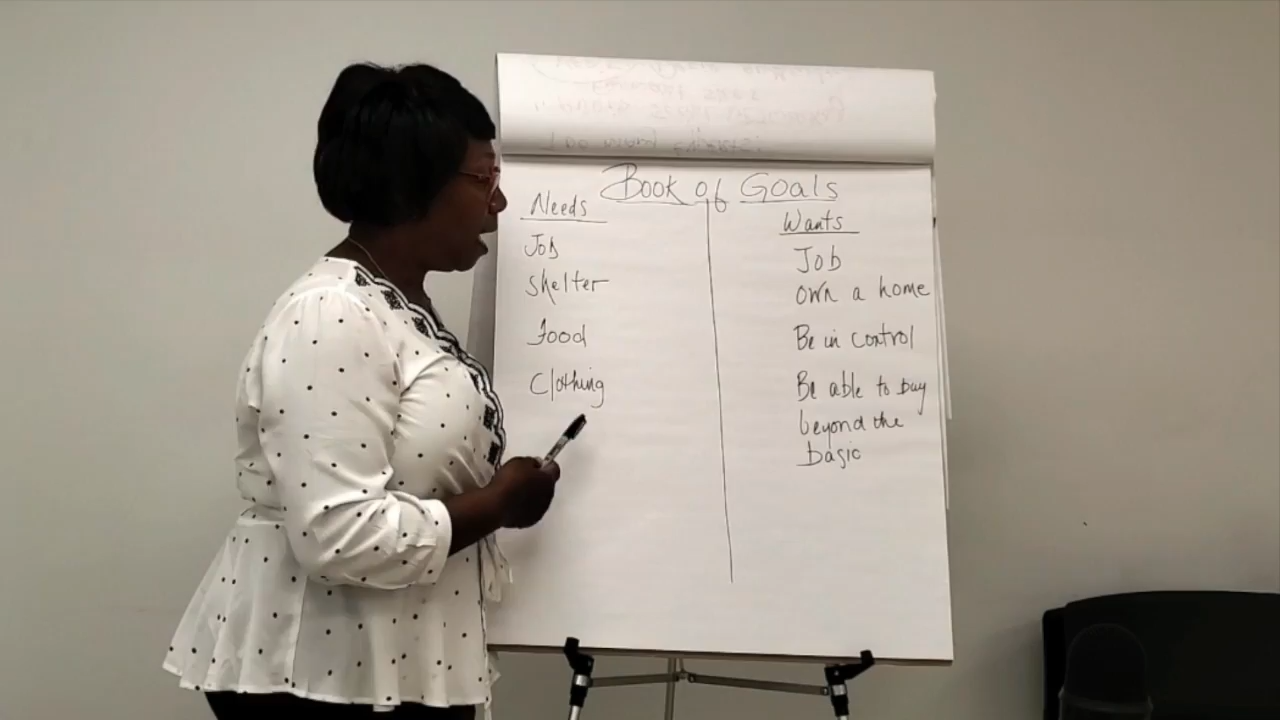 Book of Goals
Needs
Job
Shelter
Food
Clothing
Wants
Job
Own a home
Be in control
Be able to buy
beyond the
basic